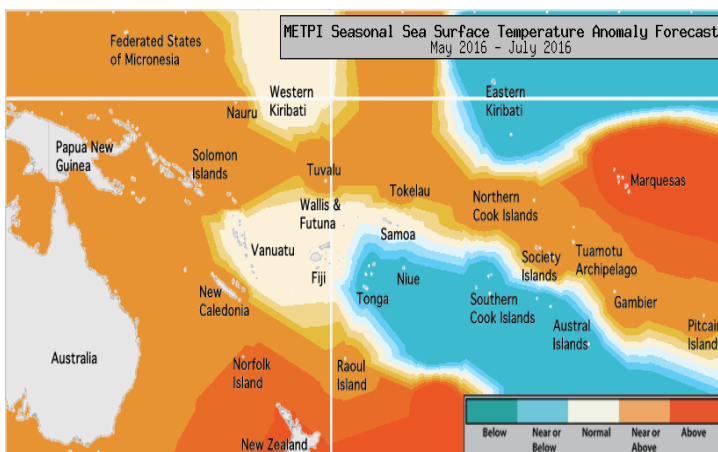 METPI Seasonal Sea Surface Temperature Anomaly Forecast
May 2016 - July 2016
Federated States
of Micronesia
Western
Kiribati
Eastern
Kiribati
Nauru
Papua New
Guinea
Solomon
Islands
Tuvalu
Tokelau
Marquesas
Northern
Cook Islands
Wallis &
Futuna
Samoa
Vanuatu
Fiji
Society
Islands
Tuamotu
Archipelago
Tonga
Niue
New
Caledonia
Southern
Cook Islands
Gambier
Austral
Islands
Pitcairn
Island
Australia
Norfolk
Island
Raoul
Island
New Zealand
Below
Near or
Below
Normal
Near or
Above
Above